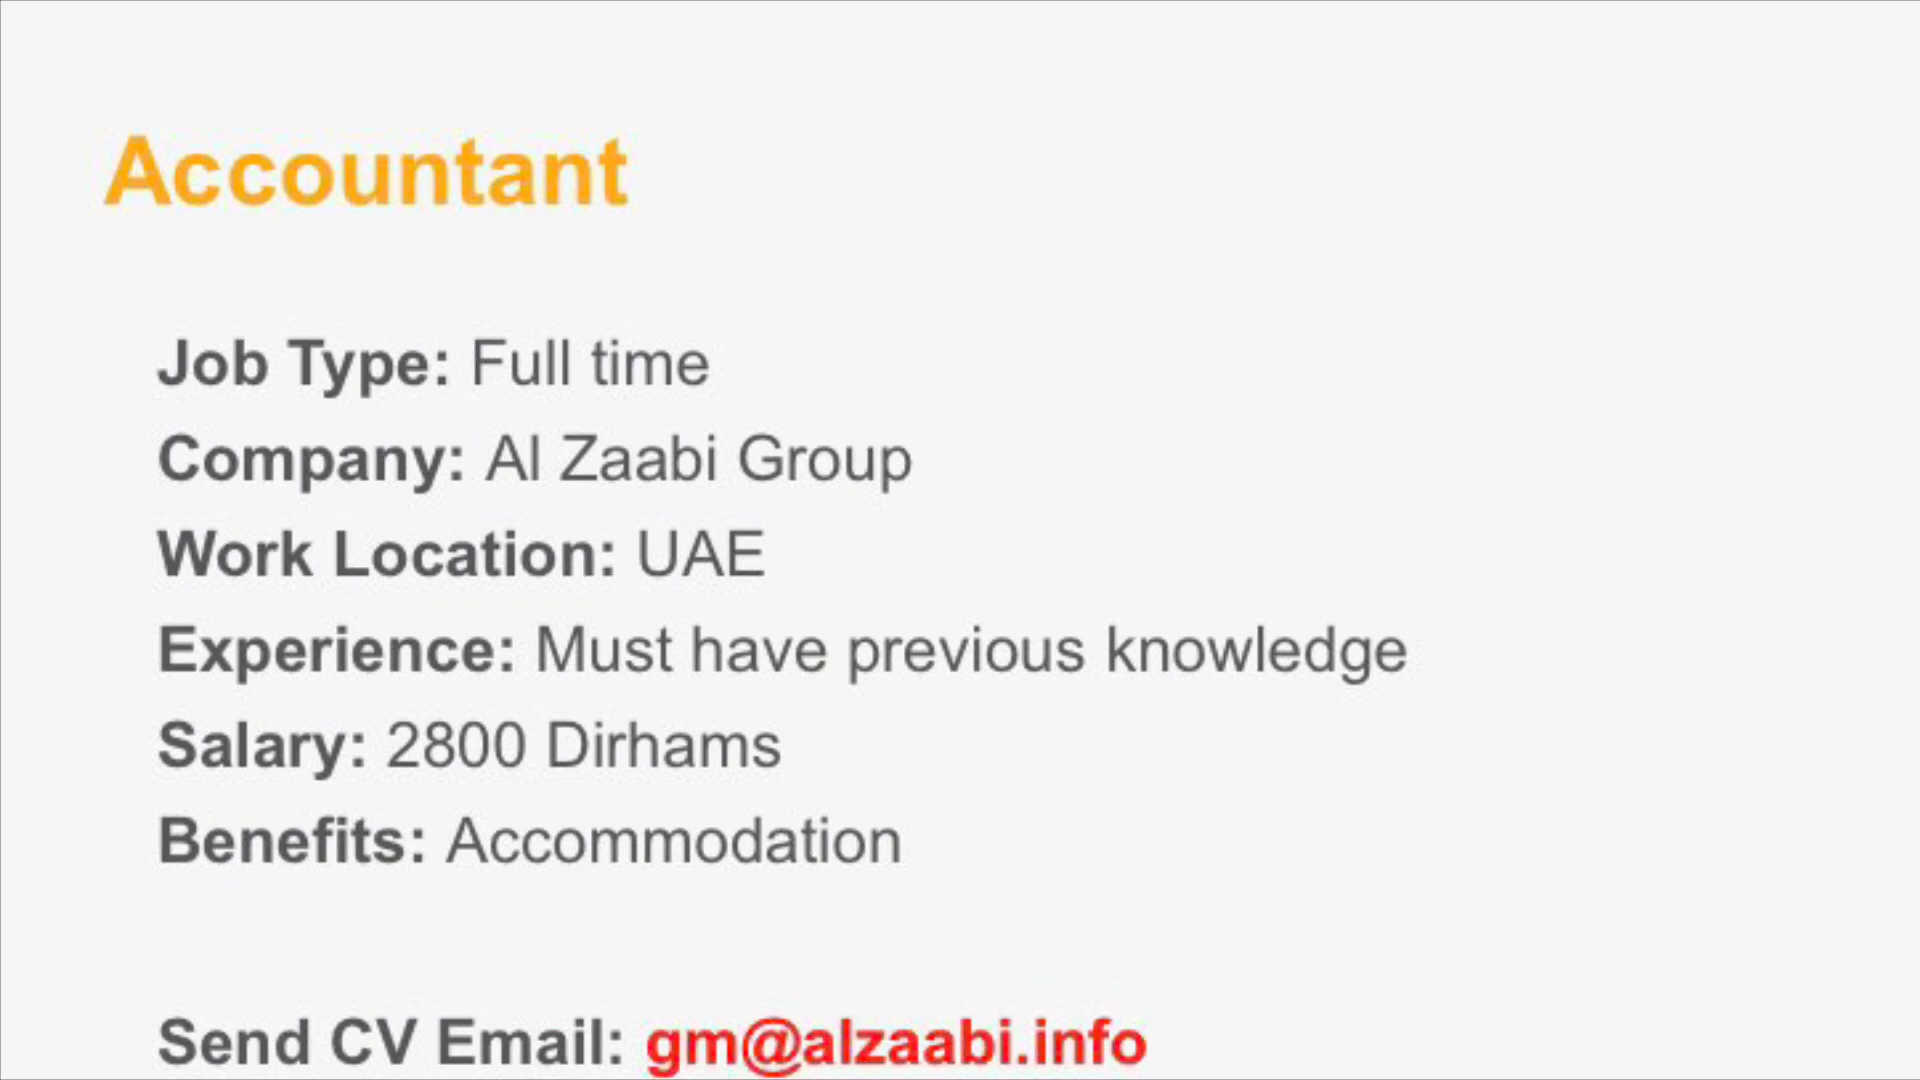 Accountant
Job Type: Full time
Company: Al Zaabi Group
Work Location: UAE
Experience: Must have previous knowledge
Salary: 2800 Dirhams
Benefits: Accommodation
Send CV Email: gm@alzaabi.info